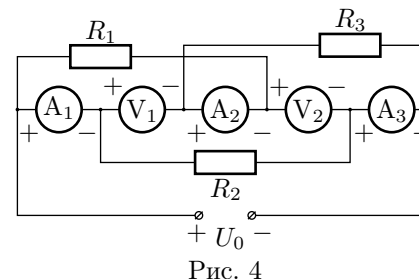 R₁ R₃
+ − + −
A₁ V₁ A₂ V₂ A₃
+ − + − + −
R₂
+ U₀ −
Рис. 4